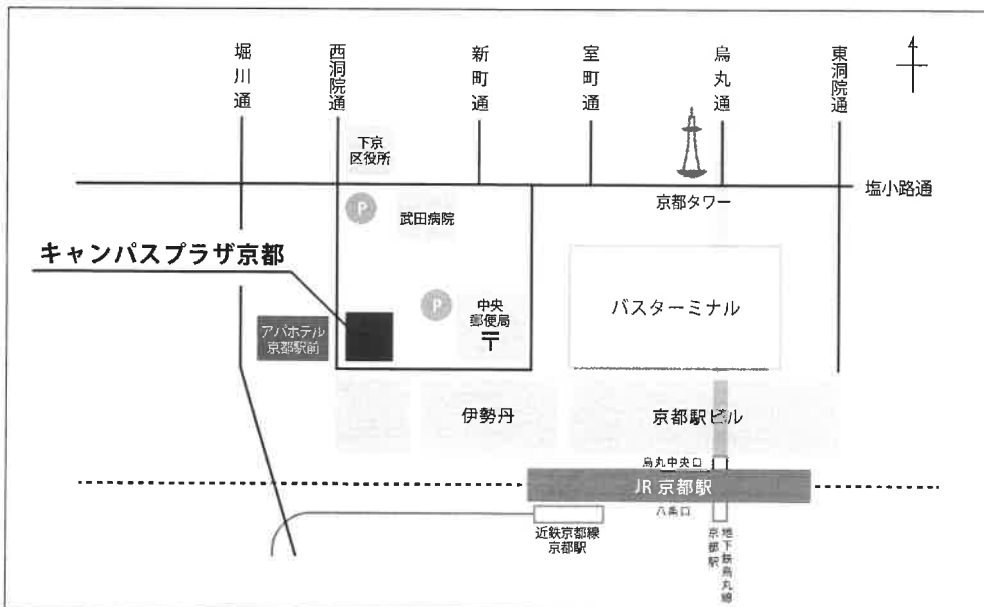 堀川通
西洞院通
新町通
室町通
烏丸通
東洞院通
下京
区役所
塩小路通
京都タワー
P
武田病院
キャンパスプラザ京都
P
中央
郵便局
〒
バスターミナル
アパホテル
京都駅前
伊勢丹
京都駅ビル
烏丸中央口
JR 京都駅
八条口
近鉄京都線
京都駅
地下鉄烏丸線
京都駅